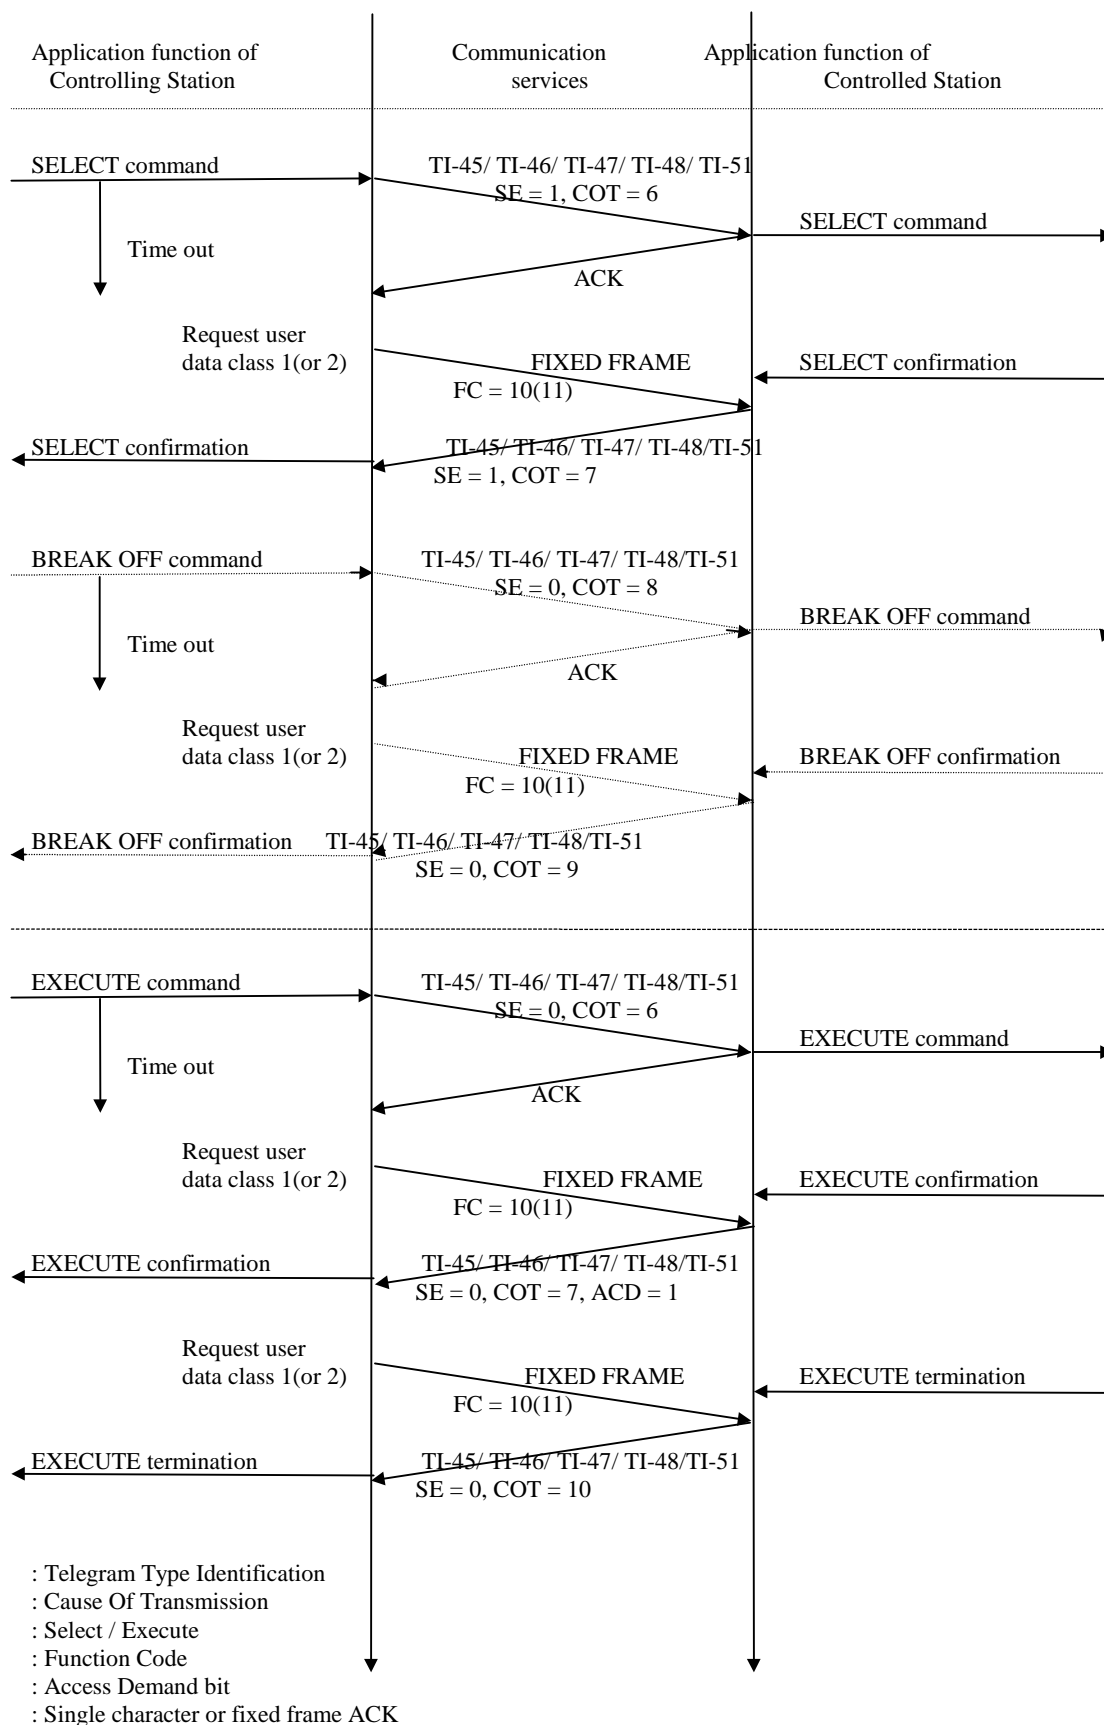 Application function of
Controlling Station
Communication
services
Application function of
Controlled Station
SELECT command
TI-45/ TI-46/ TI-47/ TI-48/ TI-51
SE = 1, COT = 6
SELECT command
Time out
ACK
Request user
data class 1(or 2)
FIXED FRAME
FC = 10(11)
SELECT confirmation
SELECT confirmation
TI-45/ TI-46/ TI-47/ TI-48/TI-51
SE = 1, COT = 7
BREAK OFF command
TI-45/ TI-46/ TI-47/ TI-48/TI-51
SE = 0, COT = 8
BREAK OFF command
Time out
ACK
Request user
data class 1(or 2)
FIXED FRAME
FC = 10(11)
BREAK OFF confirmation
BREAK OFF confirmation
TI-45/ TI-46/ TI-47/ TI-48/TI-51
SE = 0, COT = 9
EXECUTE command
TI-45/ TI-46/ TI-47/ TI-48/TI-51
SE = 0, COT = 6
EXECUTE command
Time out
ACK
Request user
data class 1(or 2)
FIXED FRAME
FC = 10(11)
EXECUTE confirmation
EXECUTE confirmation
TI-45/ TI-46/ TI-47/ TI-48/TI-51
SE = 0, COT = 7, ACD = 1
Request user
data class 1(or 2)
FIXED FRAME
FC = 10(11)
EXECUTE termination
EXECUTE termination
TI-45/ TI-46/ TI-47/ TI-48/TI-51
SE = 0, COT = 10
: Telegram Type Identification
: Cause Of Transmission
: Select / Execute
: Function Code
: Access Demand bit
: Single character or fixed frame ACK